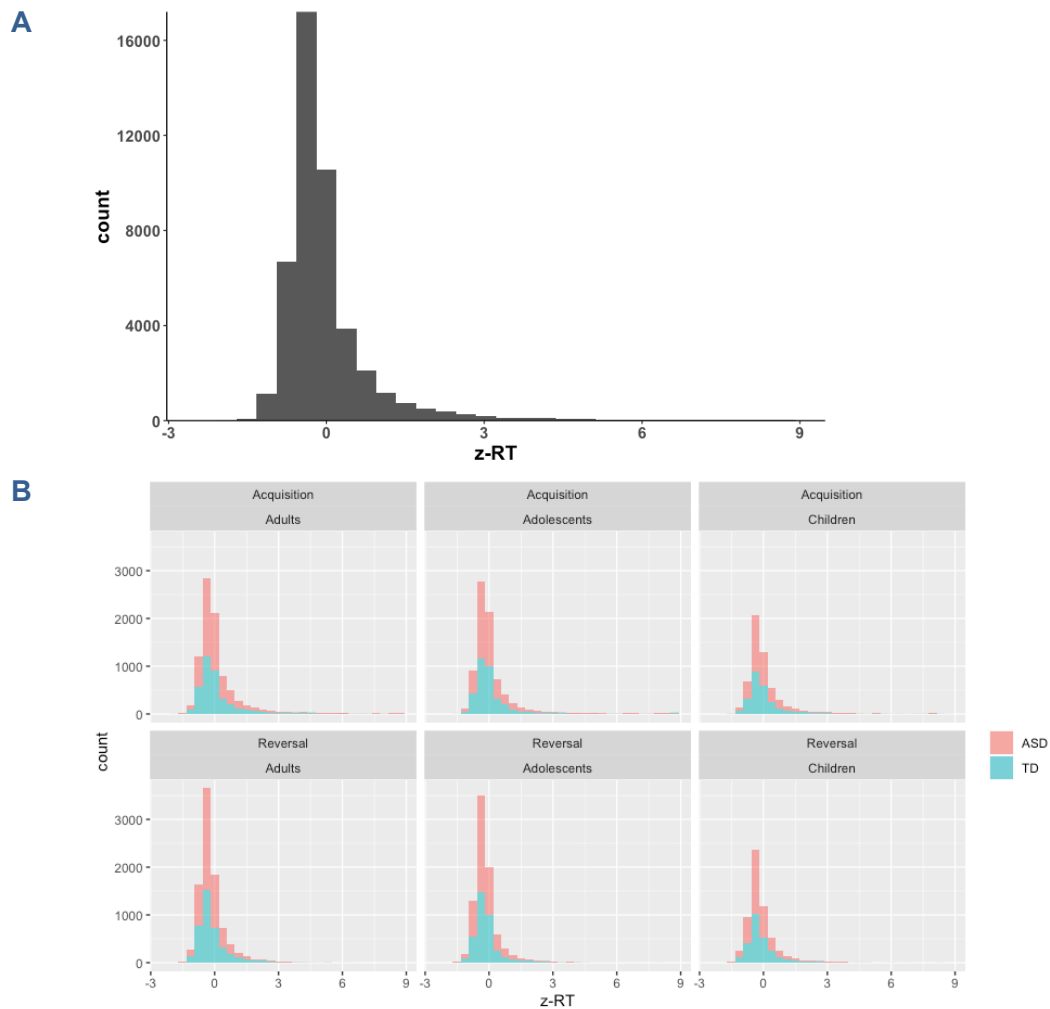 A
16000
12000
8000
4000
0
count
-3 0 3 6 9
z-RT
B
Acquisition Acquisition Acquisition
Adults Adolescents Children
3000
2000
1000
0
count
Reversal Reversal Reversal
Adults Adolescents Children
3000
2000
1000
0
-3 0 3 6 9 -3 0 3 6 9 -3 0 3 6 9
z-RT
ASD
TD